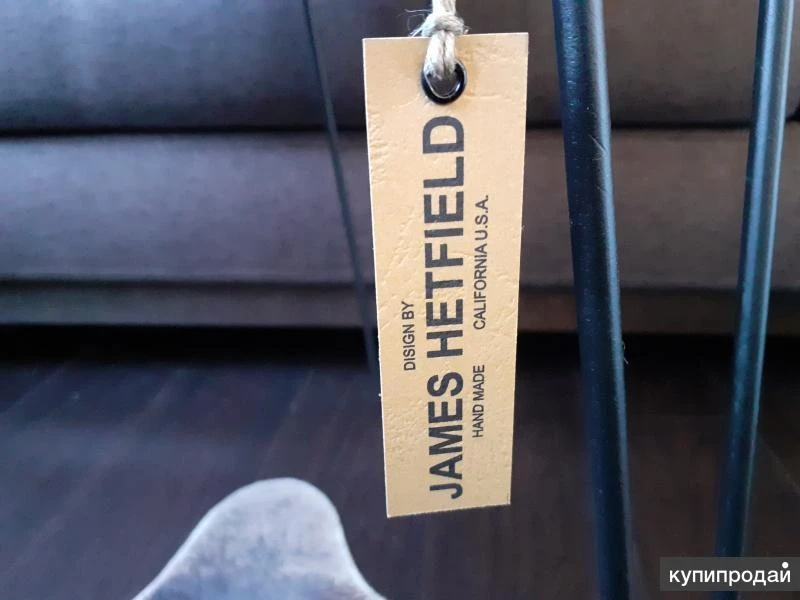 DISIGN BY
JAMES HETFIELD
HAND MADE CALIFORNIA U.S.A.
купипродай